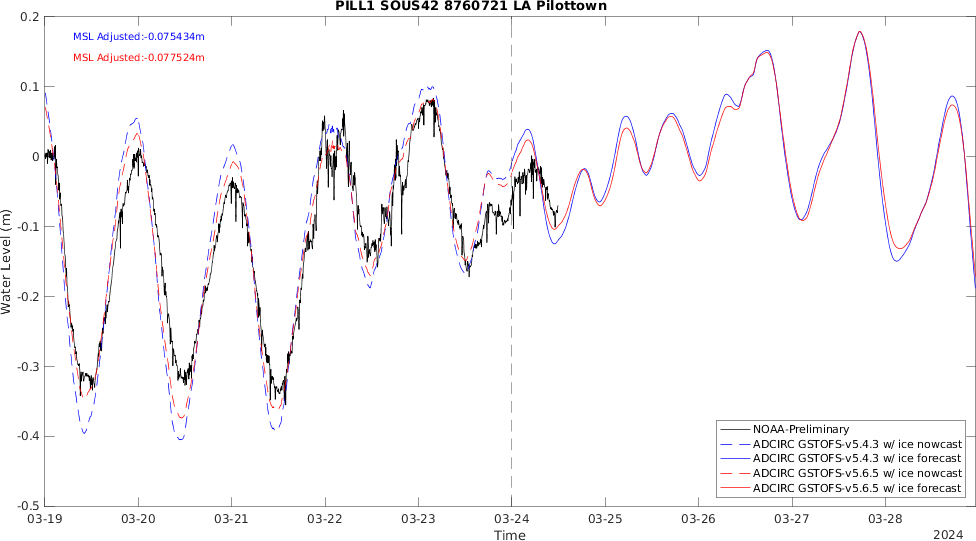 PILL1 SOUS42 8760721 LA Pilottown
MSL Adjusted:-0.075434m
MSL Adjusted:-0.077524m
0.2
0.1
0
-0.1
-0.2
-0.3
-0.4
-0.5
Water Level (m)
NOAA-Preliminary
ADCIRC GSTOFS-v5.4.3 w/ ice nowcast
ADCIRC GSTOFS-v5.4.3 w/ ice forecast
ADCIRC GSTOFS-v5.6.5 w/ ice nowcast
ADCIRC GSTOFS-v5.6.5 w/ ice forecast
03-19 03-20 03-21 03-22 03-23 03-24 03-25 03-26 03-27 03-28
Time
2024